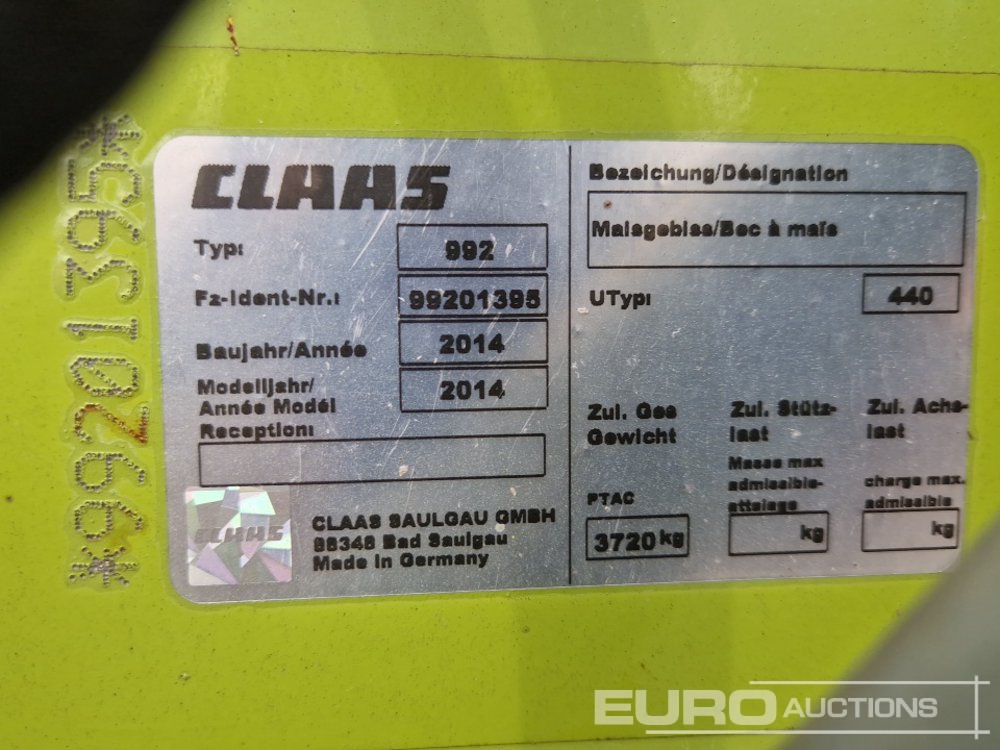 *99201395*
CLAAS
Typ: 992
Fz-Ident-Nr.: 99201395
Baujahr/Année 2014
Modelljahr/
Année Modél 2014
Reception:
CLAAS
CLAAS SAULGAU GMBH
88348 Bad Saulgau
Made in Germany
Bezeichung/Désignation
Maisgebiss/Bec à maïs
UTyp: 440
Zul. Ges
Gewicht
PTAC
3720 kg
Zul. Stütz-
last
Masse max
admissible-
attelage
kg
Zul. Achs-
last
charge max.
admissible
kg
EURO AUCTIONS